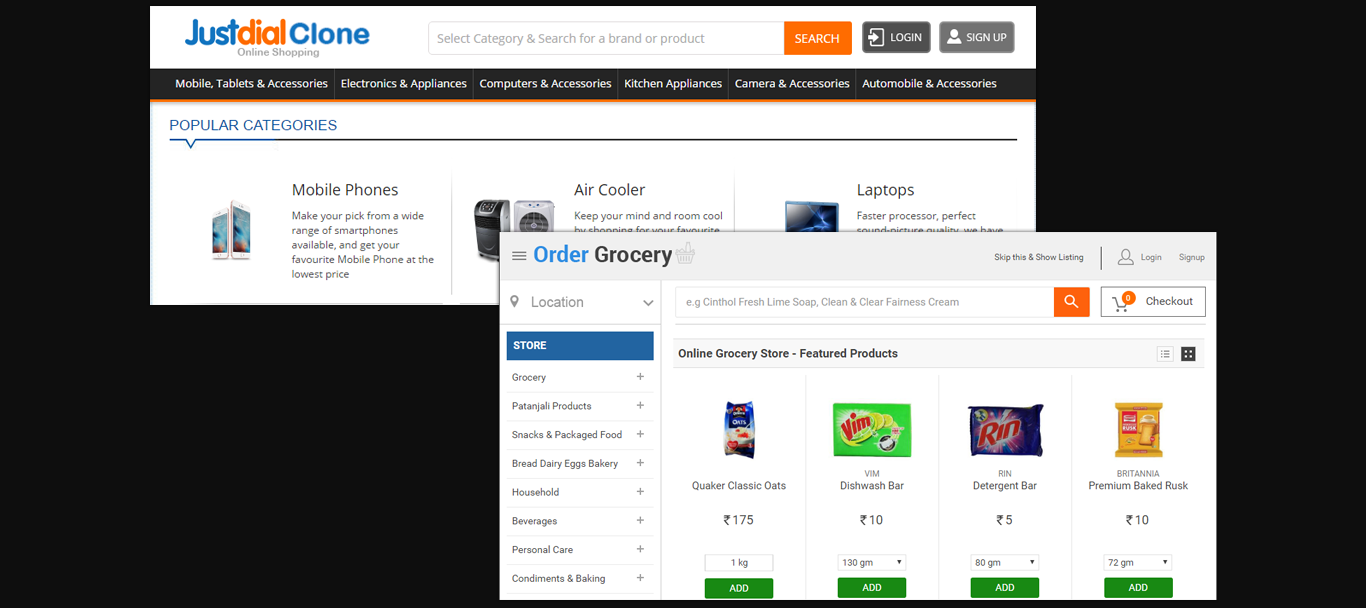 Justdial Clone
Online Shopping
Select Category & Search for a brand or product
SEARCH
LOGIN
SIGN UP
Mobile, Tablets & Accessories
Electronics & Appliances
Computers & Accessories
Kitchen Appliances
Camera & Accessories
Automobile & Accessories
POPULAR CATEGORIES
Mobile Phones
Make your pick from a wide
range of smartphones
available, and get your
favourite Mobile Phone at the
lowest price
Air Cooler
Keep your mind and room cool
by shopping for your favourite
Laptops
Faster processor, perfect
sound-picture quality, we have
Order Grocery
Skip this & Show Listing
Login
Signup
Location
e.g Cinthol Fresh Lime Soap, Clean & Clear Fairness Cream
0
Checkout
STORE
Grocery +
Patanjali Products +
Snacks & Packaged Food +
Bread Dairy Eggs Bakery +
Household +
Beverages +
Personal Care +
Condiments & Baking +
Online Grocery Store - Featured Products
OATS
Quaker Classic Oats
₹175
1 kg
ADD
Vim
VIM
Dishwash Bar
₹10
130 gm
ADD
Rin
RIN
Detergent Bar
₹5
80 gm
ADD
RUSK
BRITANNIA
Premium Baked Rusk
₹10
72 gm
ADD